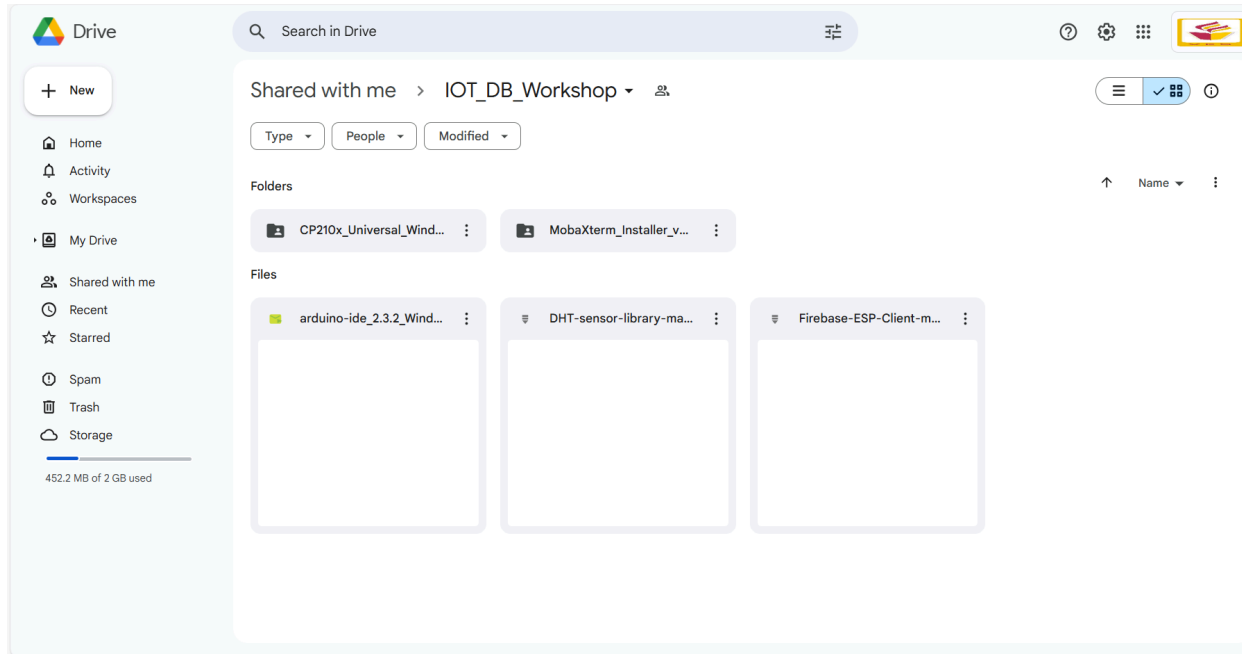 Drive
Search in Drive
New
Shared with me > IOT_DB_Workshop
Type
People
Modified
Home
Activity
Workspaces
My Drive
Shared with me
Recent
Starred
Spam
Trash
Storage
452.2 MB of 2 GB used
Folders
Name
CP210x_Universal_Wind...
MobaXterm_Installer_v...
Files
arduino-ide_2.3.2_Wind...
DHT-sensor-library-ma...
Firebase-ESP-Client-m...